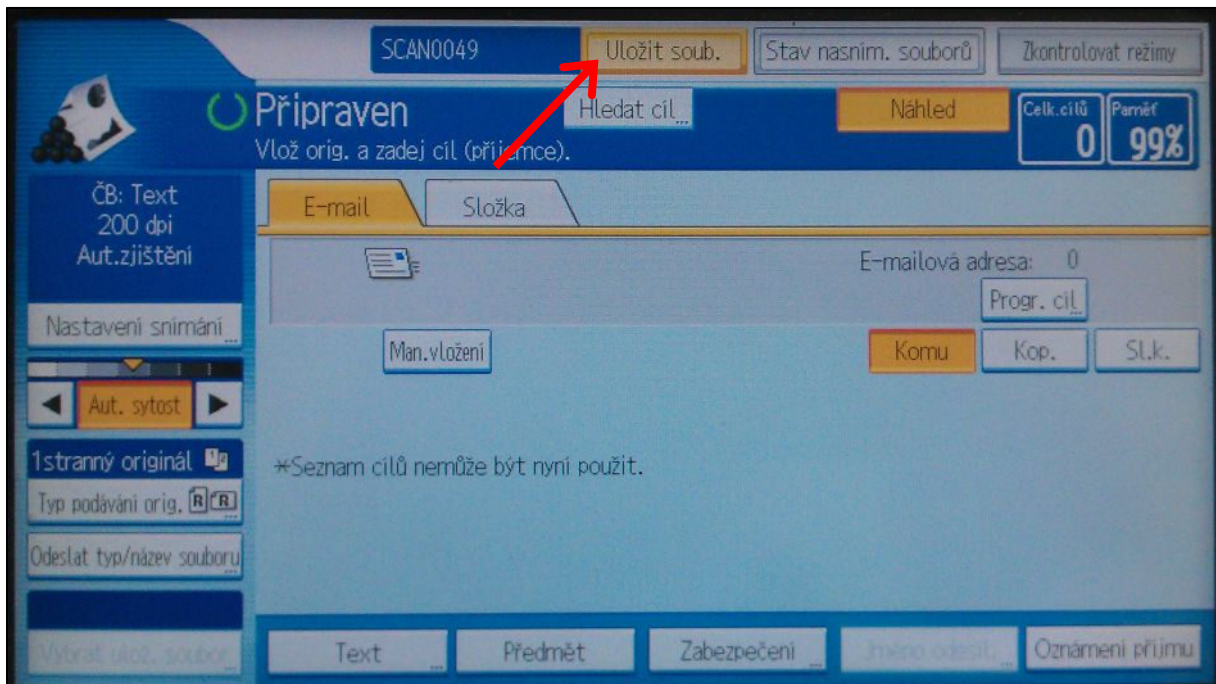 SCAN0049
Uložit soub.
Stav nasním. souborů
Zkontrolovat režimy
Připraven
Hledat cíl
Náhled
Celk.cílů
0
Paměť
99%
Vlož orig. a zadej cíl (příjemce).
ČB: Text
200 dpi
Aut.zjištění
E-mail
Složka
E-mailová adresa: 0
Progr. cíl
Nastavení snímání
Man.vložení
Komu
Kop.
Sl.k.
Aut. sytost
1stranný originál
*Seznam cílů nemůže být nyní použit.
Typ podávání orig.
R R
Odeslat typ/název souboru
Vybrat ulož. soubor
Text
Předmět
Zabezpečení
Jméno odesíl.
Oznámení příjmu